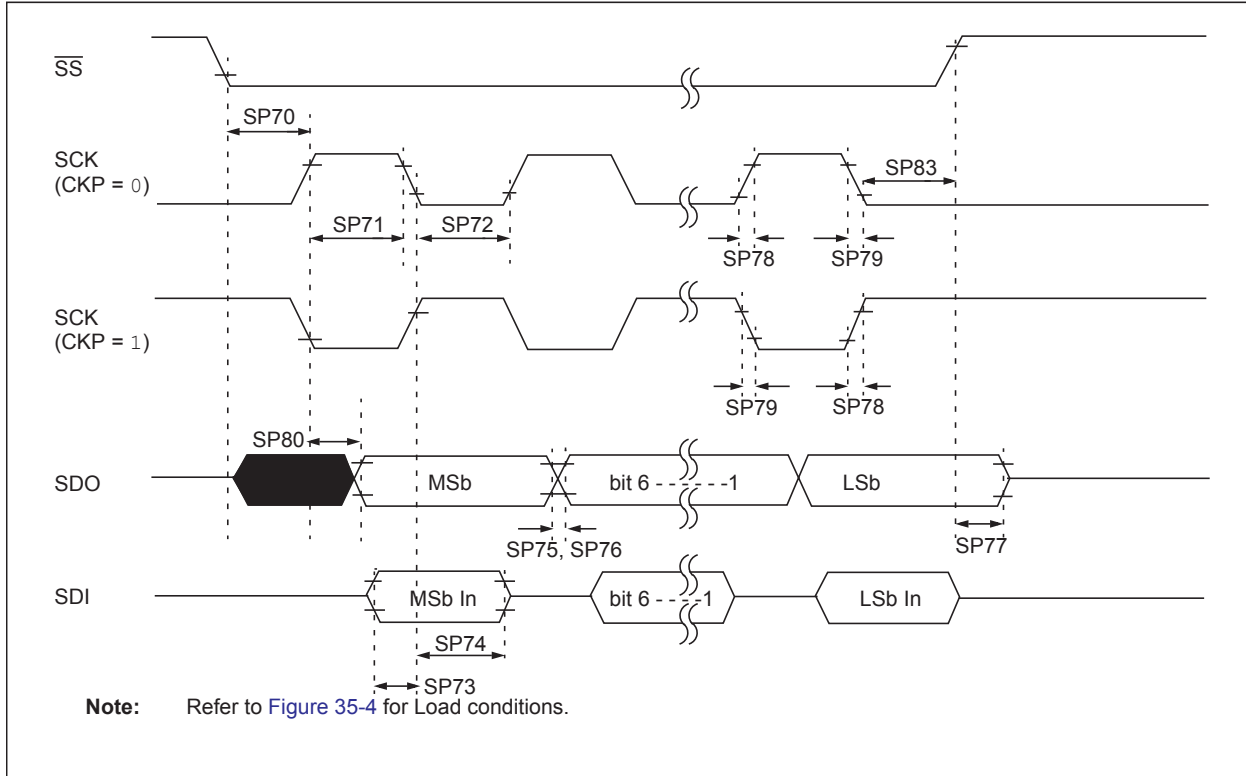 SS
SP70
SCK
(CKP = 0)
SP83
SP71
SP72
SP78
SP79
SCK
(CKP = 1)
SP79
SP78
SP80
SDO
MSb
bit 6 - - - - - -1
LSb
SP75, SP76
SP77
SDI
MSb In
bit 6 - - - - -1
LSb In
SP74
SP73
Note: Refer to Figure 35-4 for Load conditions.